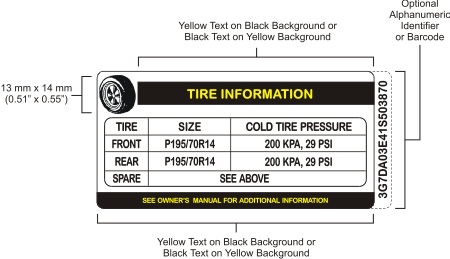 Yellow Text on Black Background or
Black Text on Yellow Background
Optional
Alphanumeric
Identifier
or Barcode
13 mm x 14 mm
(0.51" x 0.55")
TIRE INFORMATION
TIRE SIZE COLD TIRE PRESSURE
FRONT P195/70R14 200 KPA, 29 PSI
REAR P195/70R14 200 KPA, 29 PSI
SPARE SEE ABOVE
SEE OWNER'S MANUAL FOR ADDITIONAL INFORMATION
3G7DA03E41S503870
Yellow Text on Black Background or
Black Text on Yellow Background